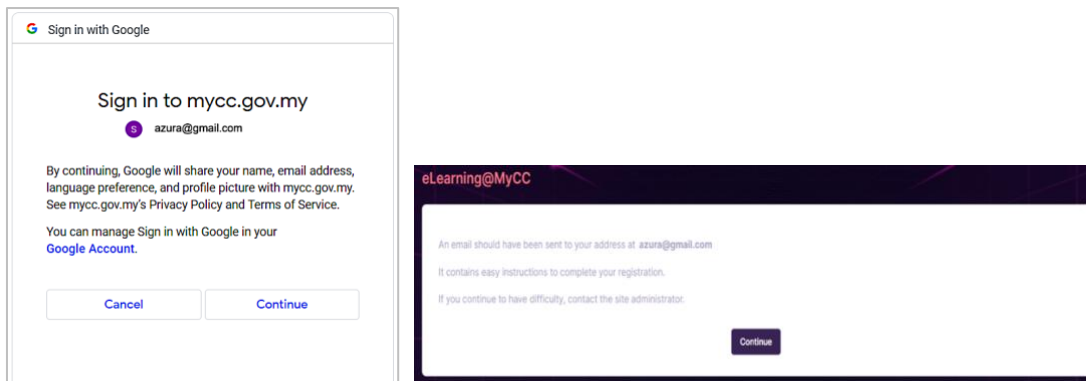 Sign in with Google
Sign in to mycc.gov.my
S azura@gmail.com
By continuing, Google will share your name, email address,
language preference, and profile picture with mycc.gov.my.
See mycc.gov.my's Privacy Policy and Terms of Service.
You can manage Sign in with Google in your
Google Account.
Cancel Continue
eLearning@MyCC
An email should have been sent to your address at azura@gmail.com
It contains easy instructions to complete your registration.
If you continue to have difficulty, contact the site administrator.
Continue